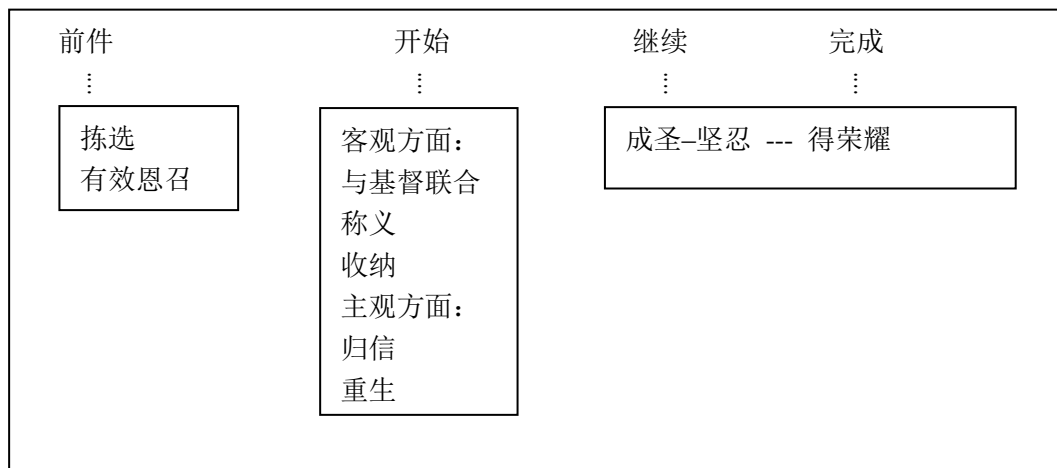 前件 开始 继续 完成
拣选
有效恩召
客观方面：
与基督联合
称义
收纳
主观方面：
归信
重生
成圣–坚忍 --- 得荣耀